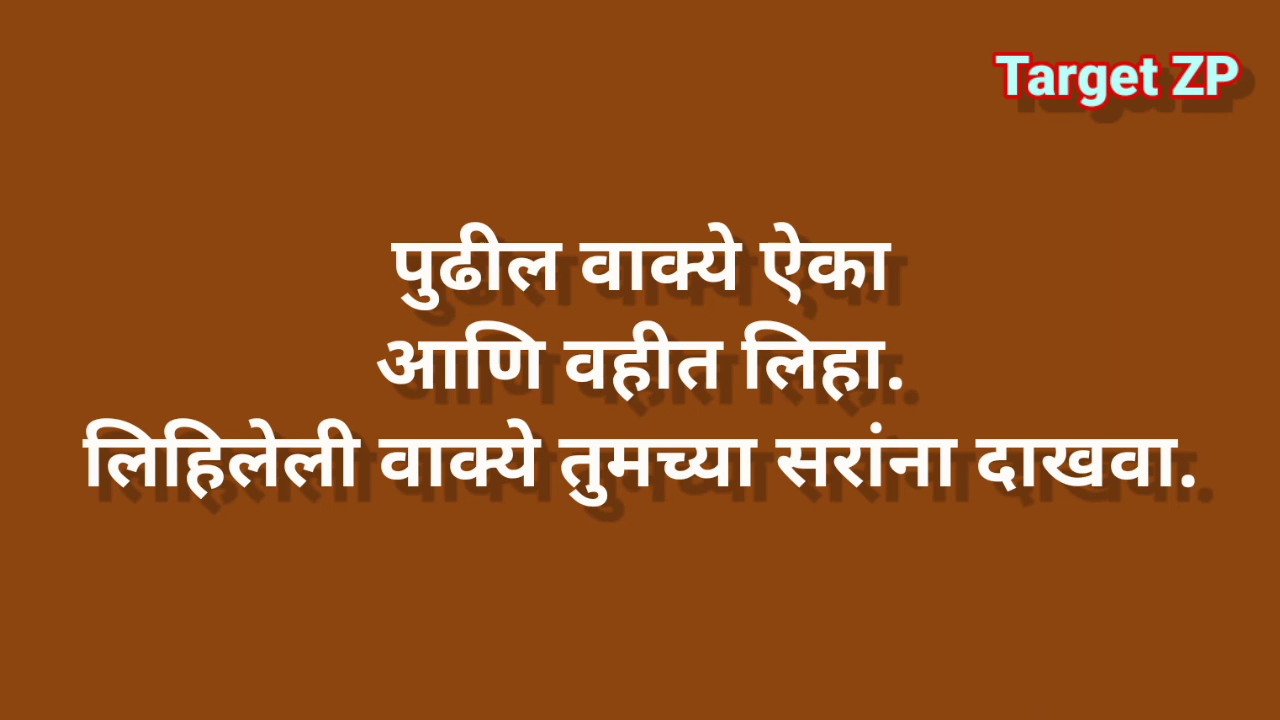 Target ZP
पुढील वाक्ये ऐका
आणि वहीत लिहा.
लिहिलेली वाक्ये तुमच्या सरांना दाखवा.